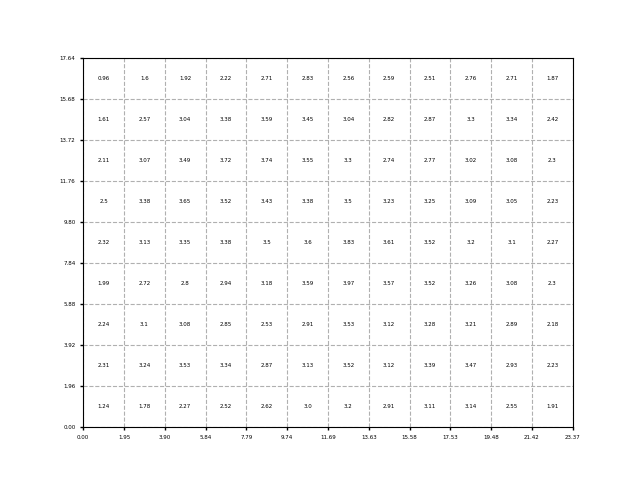 17.64
0.96 1.6 1.92 2.22 2.71 2.83 2.56 2.59 2.51 2.76 2.71 1.87
15.68
1.61 2.57 3.04 3.38 3.59 3.45 3.04 2.82 2.87 3.3 3.34 2.42
13.72
2.11 3.07 3.49 3.72 3.74 3.55 3.3 2.74 2.77 3.02 3.08 2.3
11.76
2.5 3.38 3.65 3.52 3.43 3.38 3.5 3.23 3.25 3.09 3.05 2.23
9.80
2.32 3.13 3.35 3.38 3.5 3.6 3.83 3.61 3.52 3.2 3.1 2.27
7.84
1.99 2.72 2.8 2.94 3.18 3.59 3.97 3.57 3.52 3.26 3.08 2.3
5.88
2.24 3.1 3.08 2.85 2.53 2.91 3.53 3.12 3.28 3.21 2.89 2.18
3.92
2.31 3.24 3.53 3.34 2.87 3.13 3.52 3.12 3.39 3.47 2.93 2.23
1.96
1.24 1.78 2.27 2.52 2.62 3.0 3.2 2.91 3.11 3.14 2.55 1.91
0.00
0.00 1.95 3.90 5.84 7.79 9.74 11.69 13.63 15.58 17.53 19.48 21.42 23.37